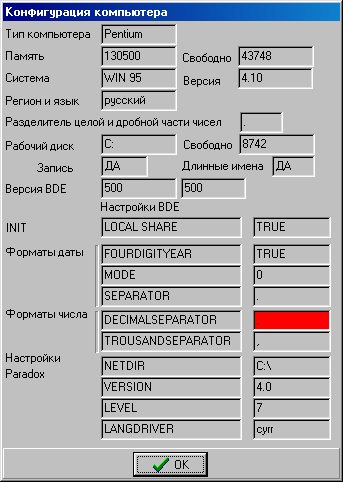 Конфигурация компьютера
Тип компьютера Pentium
Память 130500 Свободно 43748
Система WIN 95 Версия 4.10
Регион и язык русский
Разделитель целой и дробной части чисел .
Рабочий диск C: Свободно 8742
Запись ДА Длинные имена ДА
Версия BDE 500 500
Настройки BDE
INIT LOCAL SHARE TRUE
Форматы даты FOURDIGITYEAR TRUE
MODE 0
SEPARATOR .
Форматы числа DECIMALSEPARATOR
TROUSANDSEPARATOR ,
Настройки NETDIR C:\
Paradox VERSION 4.0
LEVEL 7
LANGDRIVER cyrr
OK